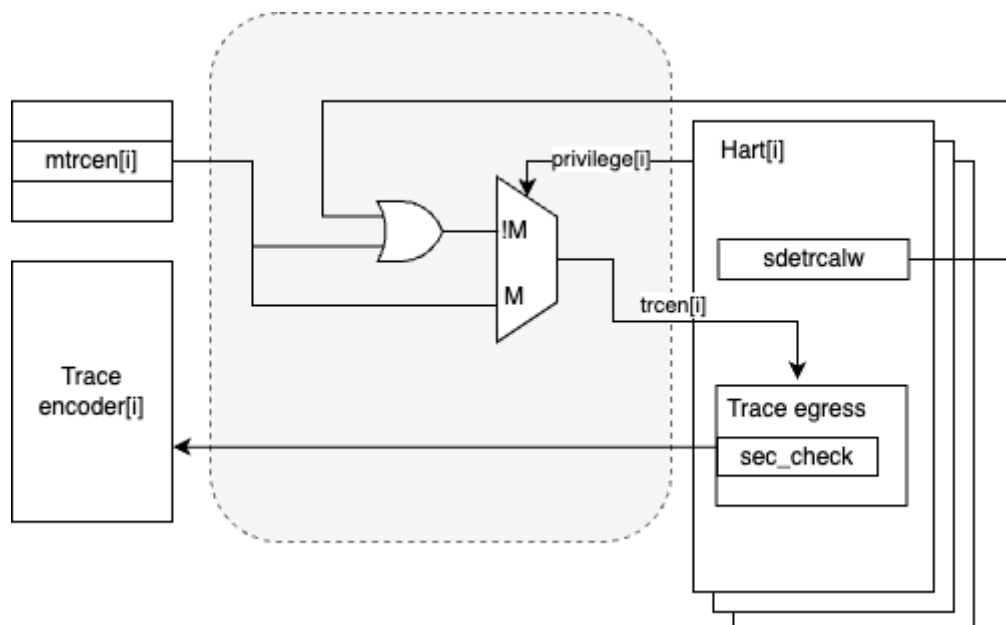 mtrcen[i]
privilege[i]
Hart[i]
!M
M
sdetrcalw
trcen[i]
Trace
encoder[i]
Trace egress
sec_check